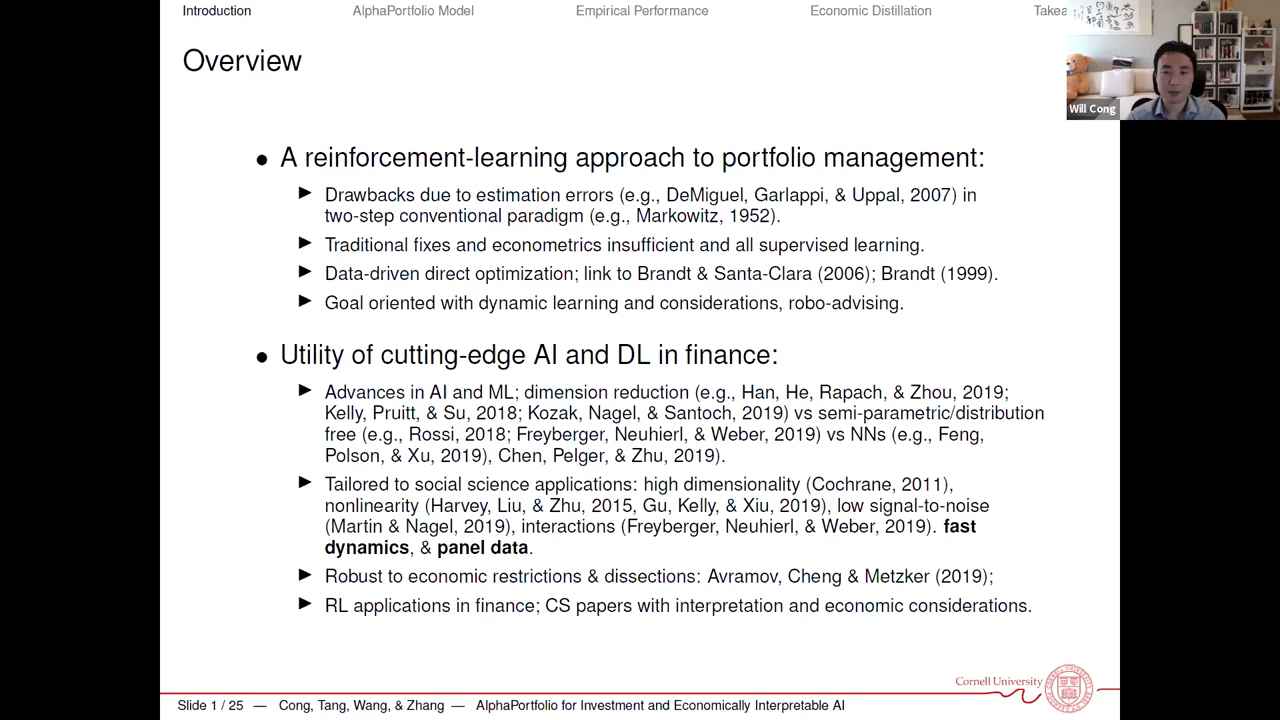 Introduction
AlphaPortfolio Model
Empirical Performance
Economic Distillation
Will Cong
Overview
• A reinforcement-learning approach to portfolio management:
▶ Drawbacks due to estimation errors (e.g., DeMiguel, Garlappi, & Uppal, 2007) in
two-step conventional paradigm (e.g., Markowitz, 1952).
▶ Traditional fixes and econometrics insufficient and all supervised learning.
▶ Data-driven direct optimization; link to Brandt & Santa-Clara (2006); Brandt (1999).
▶ Goal oriented with dynamic learning and considerations, robo-advising.
• Utility of cutting-edge AI and DL in finance:
▶ Advances in AI and ML; dimension reduction (e.g., Han, He, Rapach, & Zhou, 2019;
Kelly, Pruitt, & Su, 2018; Kozak, Nagel, & Santoch, 2019) vs semi-parametric/distribution
free (e.g., Rossi, 2018; Freyberger, Neuhierl, & Weber, 2019) vs NNs (e.g., Feng,
Polson, & Xu, 2019), Chen, Pelger, & Zhu, 2019).
▶ Tailored to social science applications: high dimensionality (Cochrane, 2011),
nonlinearity (Harvey, Liu, & Zhu, 2015, Gu, Kelly, & Xiu, 2019), low signal-to-noise
(Martin & Nagel, 2019), interactions (Freyberger, Neuhierl, & Weber, 2019). fast
dynamics, & panel data.
▶ Robust to economic restrictions & dissections: Avramov, Cheng & Metzker (2019);
▶ RL applications in finance; CS papers with interpretation and economic considerations.
Cornell University
Slide 1 / 25 — Cong, Tang, Wang, & Zhang — AlphaPortfolio for Investment and Economically Interpretable AI